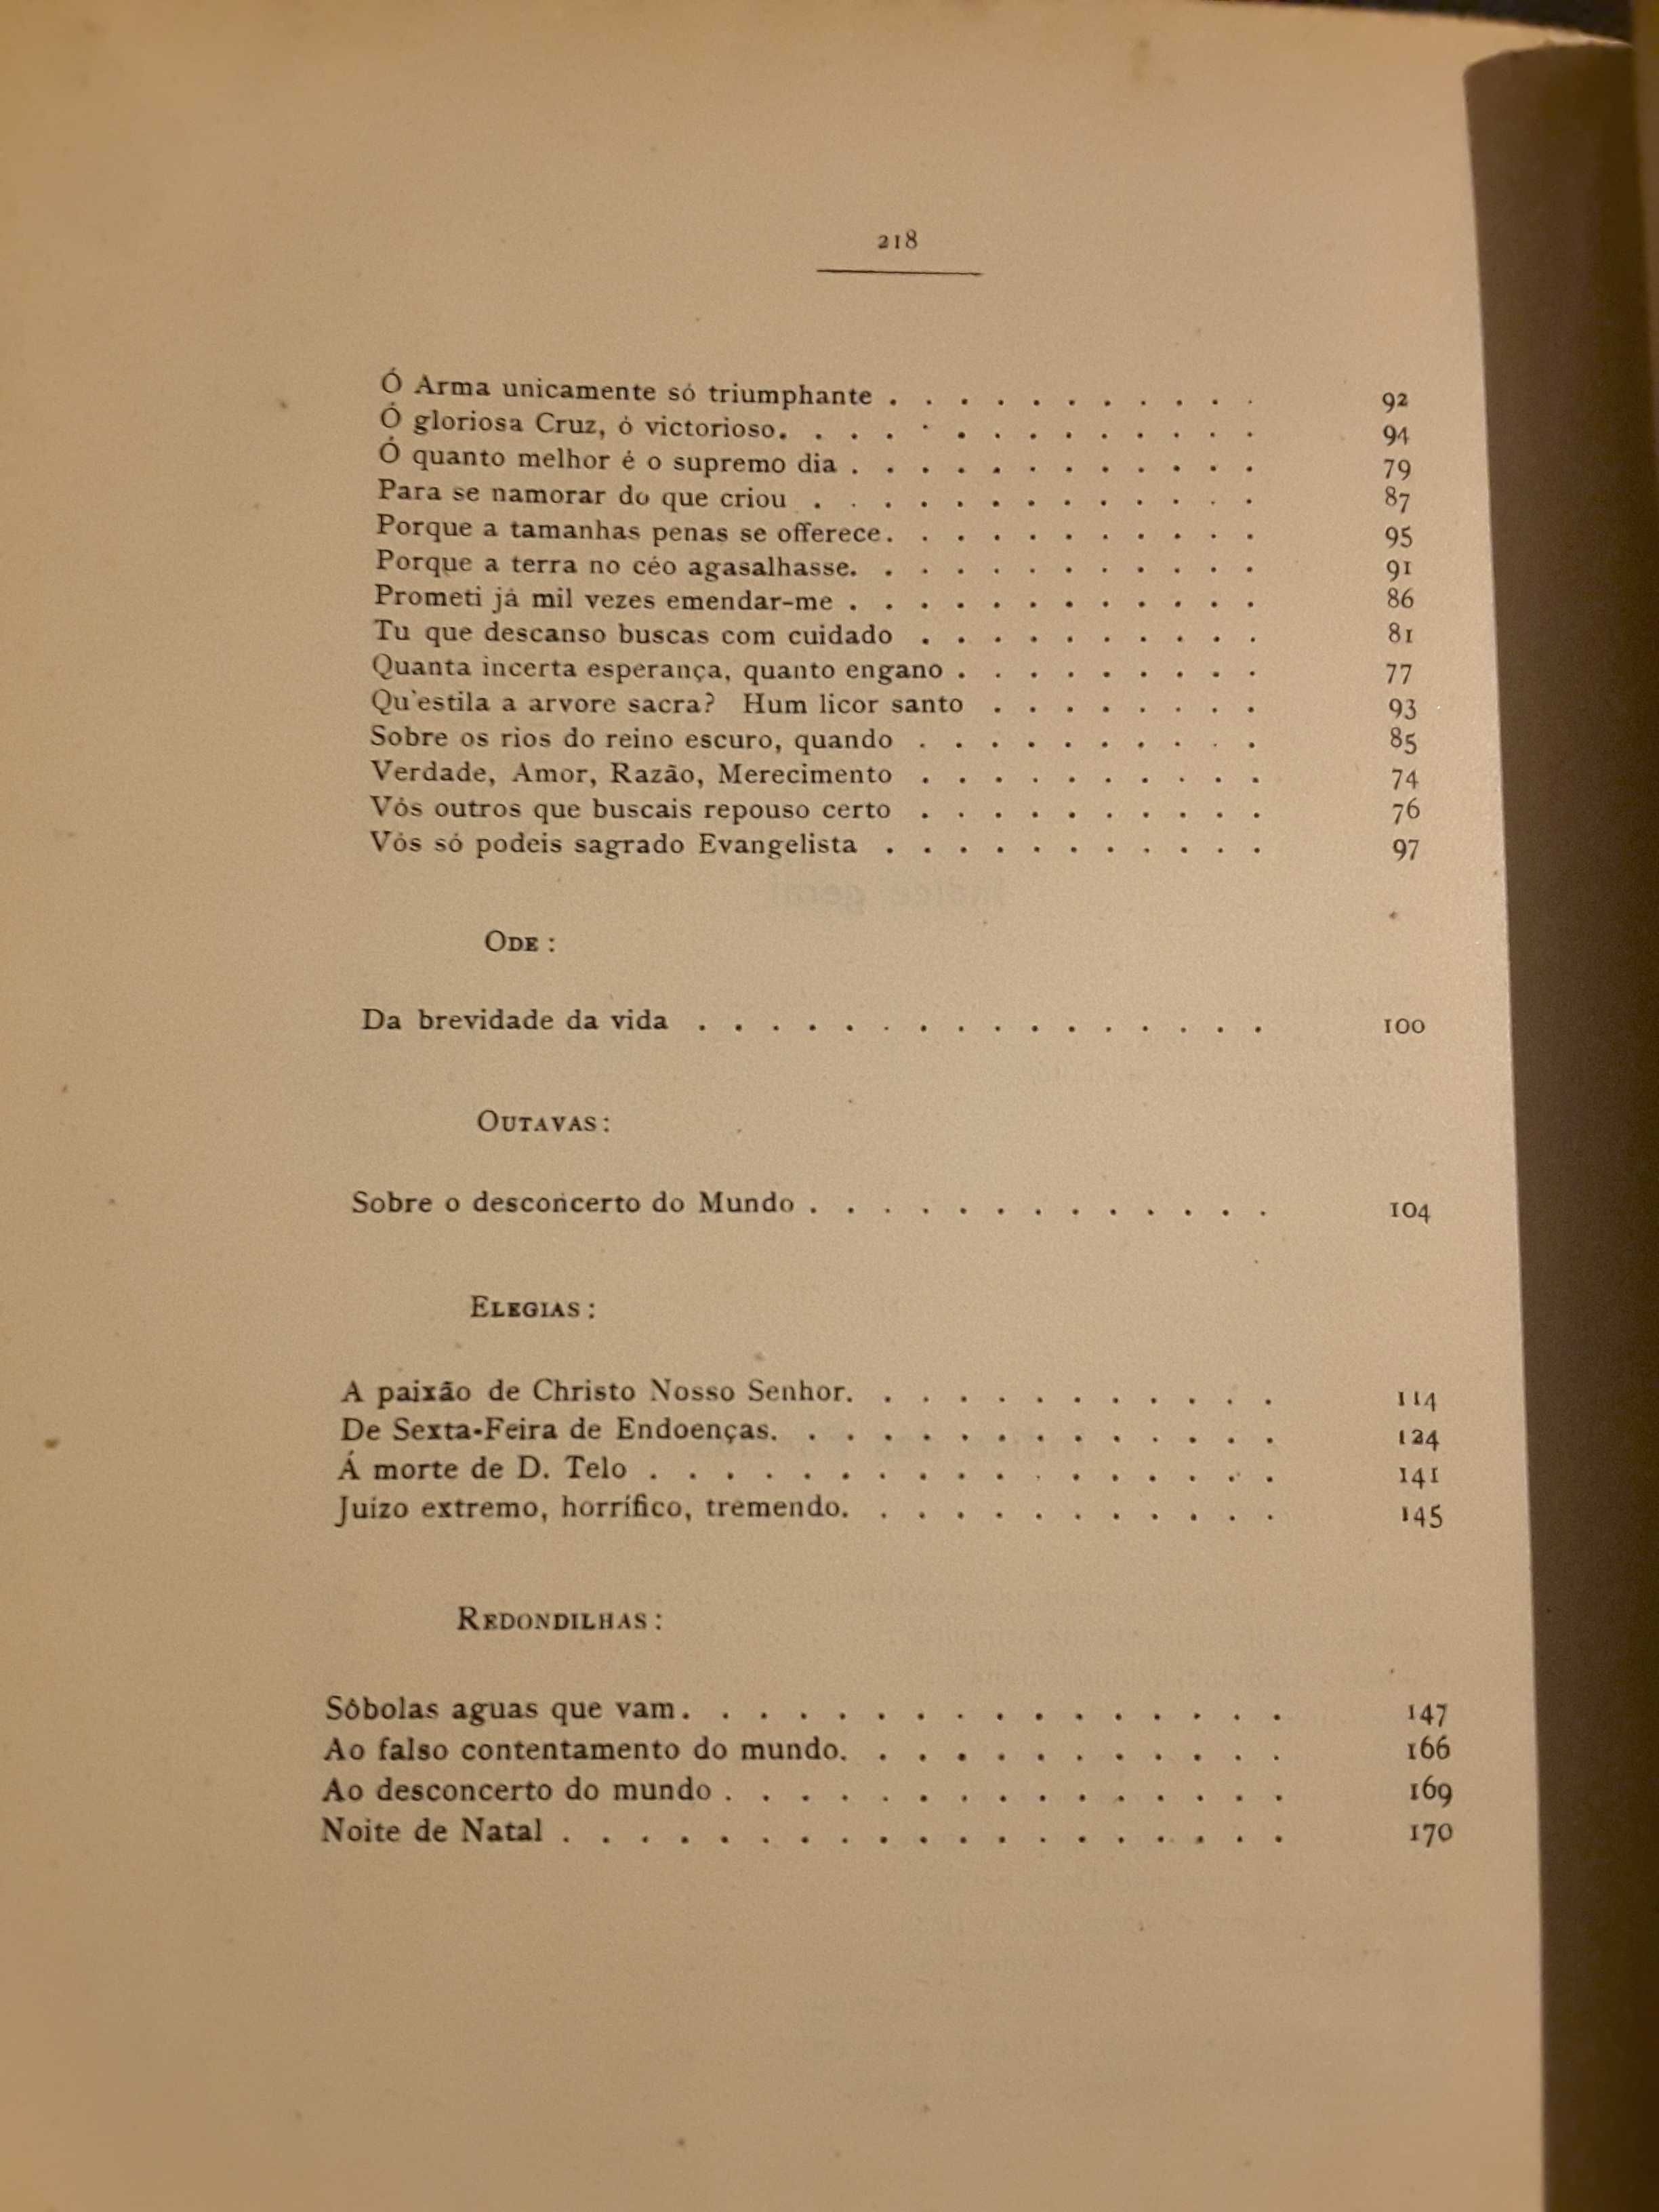 218
Ó Arma unicamente só triumphante . . . . . . . . . . . 92
Ó gloriosa Cruz, ó victorioso. . . . . . . . . . . . . . 94
Ó quanto melhor é o supremo dia . . . . . . . . . . . . 79
Para se namorar do que criou . . . . . . . . . . . . . 87
Porque a tamanhas penas se offerece. . . . . . . . . . . 95
Porque a terra no céo agasalhasse. . . . . . . . . . . . 91
Prometi já mil vezes emendar-me . . . . . . . . . . . . 86
Tu que descanso buscas com cuidado . . . . . . . . . . 81
Quanta incerta esperança, quanto engano . . . . . . . . . 77
Qu'estila a arvore sacra? Hum licor santo . . . . . . . . 93
Sobre os rios do reino escuro, quando . . . . . . . . . . 85
Verdade, Amor, Razão, Merecimento . . . . . . . . . . 74
Vós outros que buscais repouso certo . . . . . . . . . . 76
Vós só podeis sagrado Evangelista . . . . . . . . . . . 97
ODE :
Da brevidade da vida . . . . . . . . . . . . . . . . 100
OUTAVAS :
Sobre o desconcerto do Mundo . . . . . . . . . . . . . 104
ELEGIAS :
A paixão de Christo Nosso Senhor. . . . . . . . . . . . 114
De Sexta-Feira de Endoenças. . . . . . . . . . . . . . 124
Á morte de D. Telo . . . . . . . . . . . . . . . . . 141
Juizo extremo, horrífico, tremendo. . . . . . . . . . . . 145
REDONDILHAS :
Sôbolas aguas que vam. . . . . . . . . . . . . . . . 147
Ao falso contentamento do mundo. . . . . . . . . . . . 166
Ao desconcerto do mundo . . . . . . . . . . . . . . . 169
Noite de Natal . . . . . . . . . . . . . . . . . . . 170